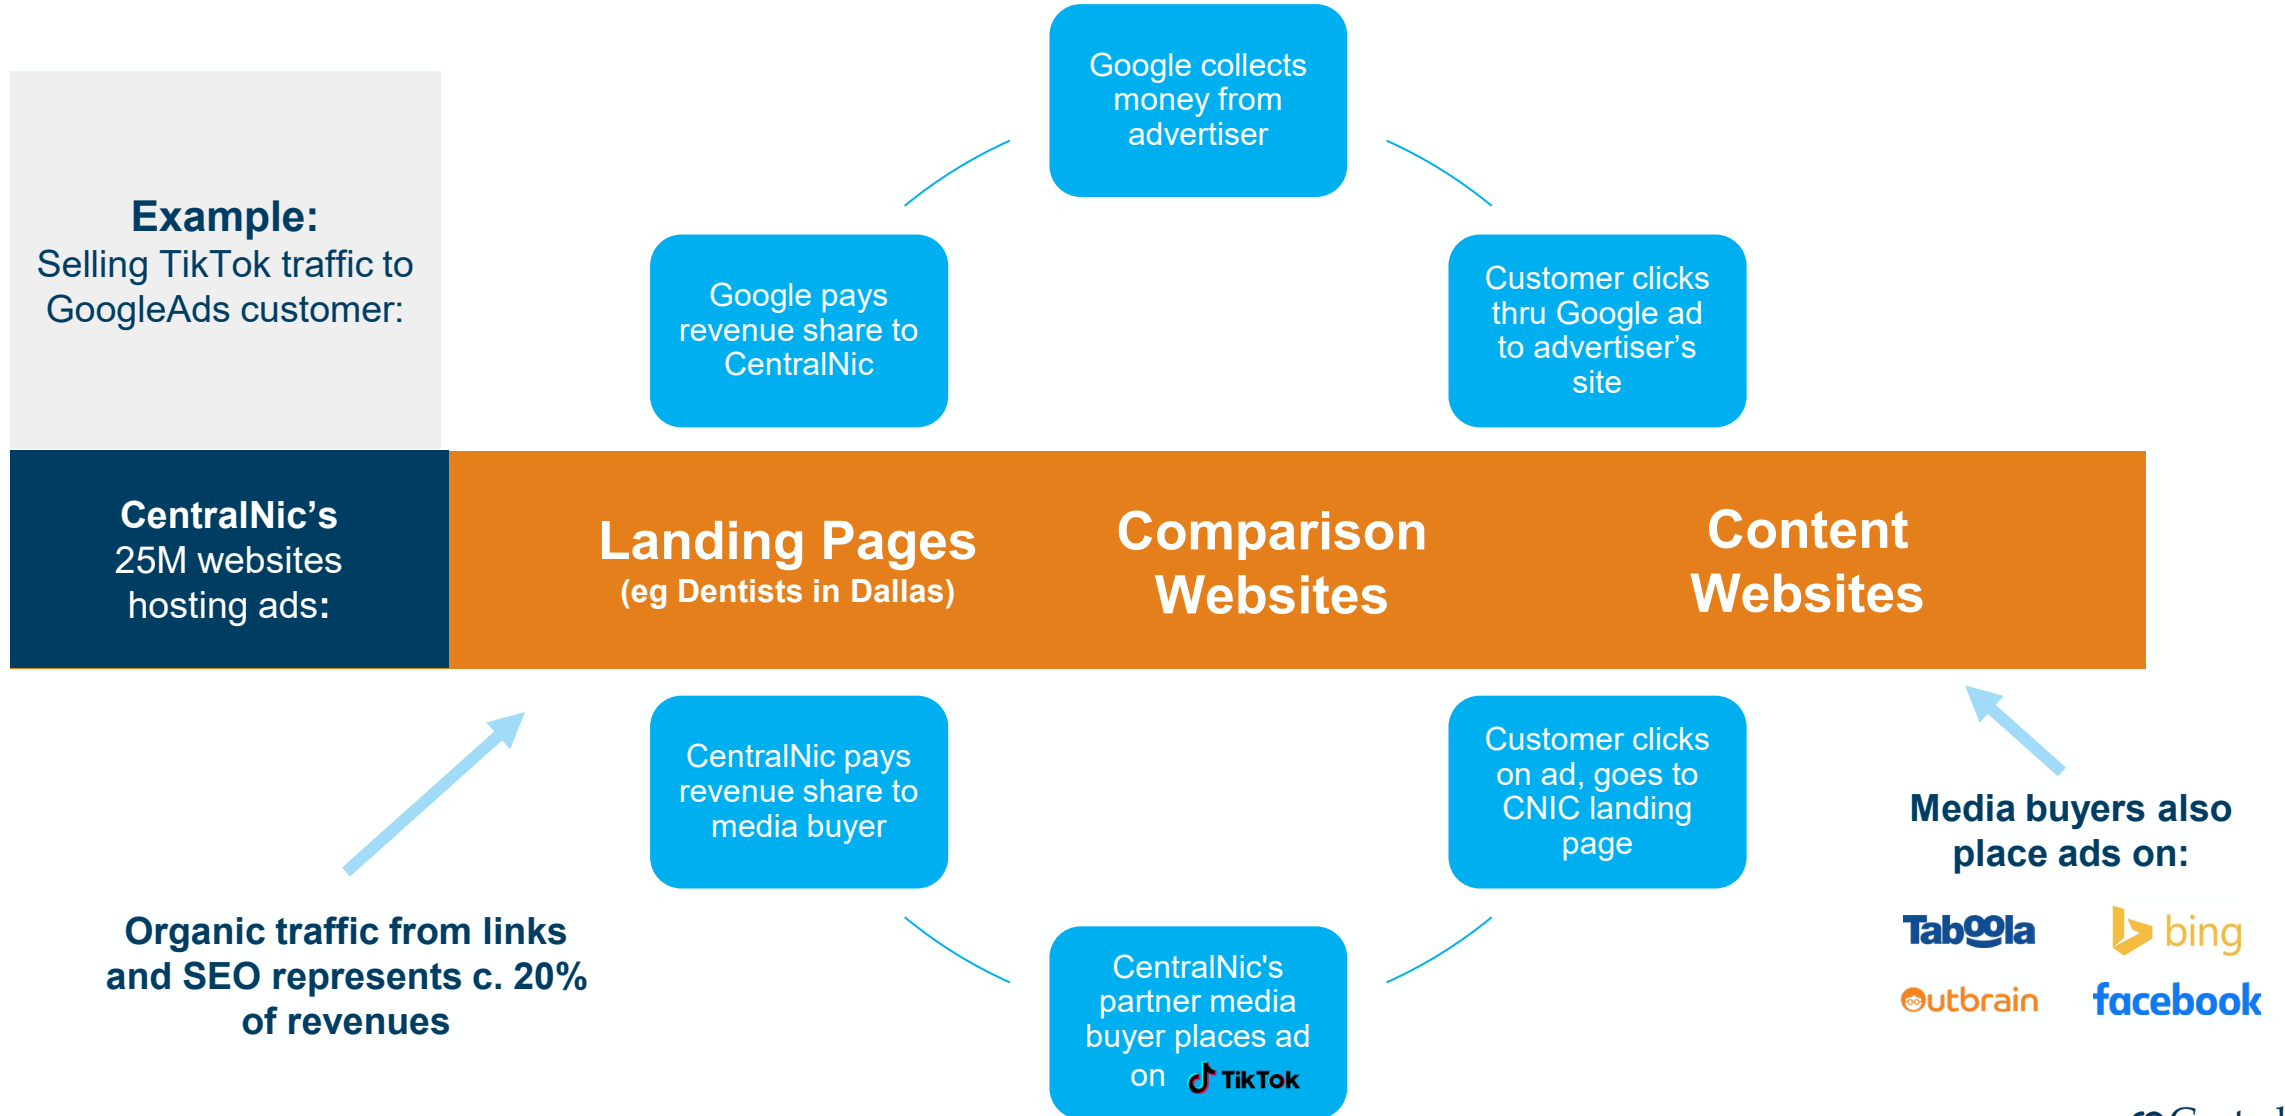 Google collects
money from
advertiser
Example:
Selling TikTok traffic to
GoogleAds customer:
Google pays
revenue share to
CentralNic
Customer clicks
thru Google ad
to advertiser's
site
CentralNic's
25M websites
hosting ads:
Landing Pages
(eg Dentists in Dallas)
Comparison
Websites
Content
Websites
CentralNic pays
revenue share to
media buyer
Customer clicks
on ad, goes to
CNIC landing
page
Media buyers also
place ads on:
Taboola
bing
Outbrain
facebook
Organic traffic from links
and SEO represents c. 20%
of revenues
CentralNic's
partner media
buyer places ad
on TikTok